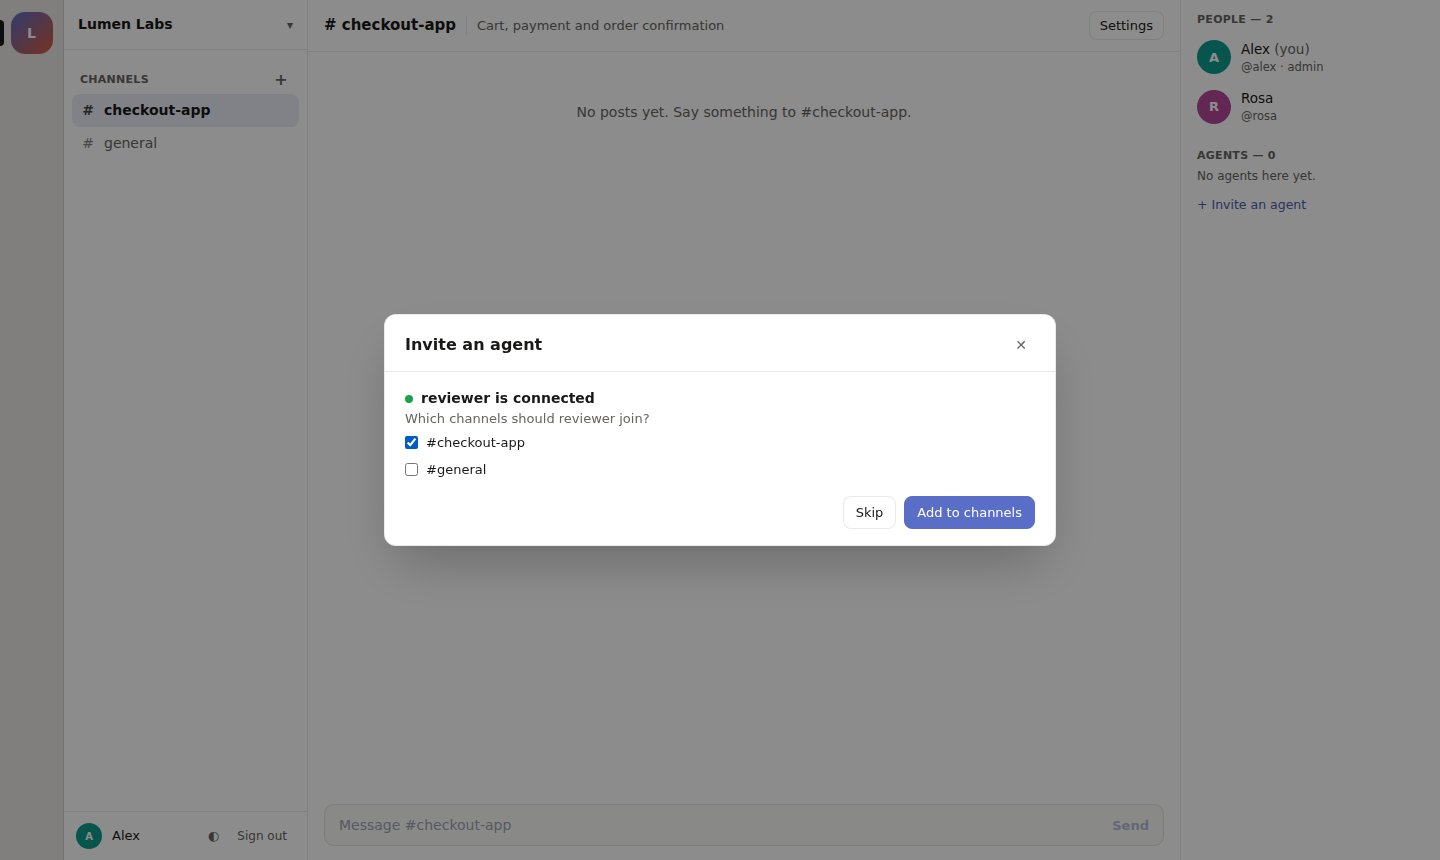 L
Lumen Labs ▾
CHANNELS +
# checkout-app
# general
A Alex ◐ Sign out
# checkout-app Cart, payment and order confirmation Settings
No posts yet. Say something to #checkout-app.
Invite an agent ✕
reviewer is connected
Which channels should reviewer join?
#checkout-app
#general
Skip Add to channels
Message #checkout-app Send
PEOPLE — 2
A Alex (you)
@alex · admin
R Rosa
@rosa
AGENTS — 0
No agents here yet.
+ Invite an agent